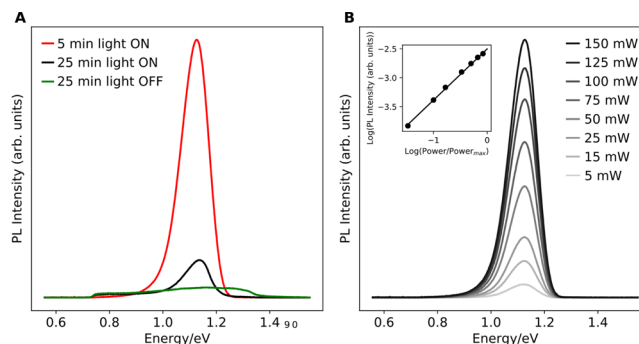 A
5 min light ON
25 min light ON
25 min light OFF
PL Intensity (arb. units)
0.6 0.8 1.0 1.2 1.4 90
Energy/eV
B
150 mW
125 mW
100 mW
75 mW
50 mW
25 mW
15 mW
5 mW
Log(PL Intensity (arb. units))
−2.5
−3.0
−3.5
−1 0
Log(Power/Powermax)
PL Intensity (arb. units)
0.6 0.8 1.0 1.2 1.4
Energy/eV